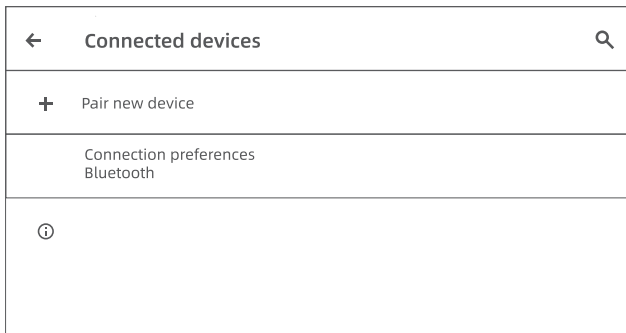 Connected devices
Pair new device
Connection preferences
Bluetooth